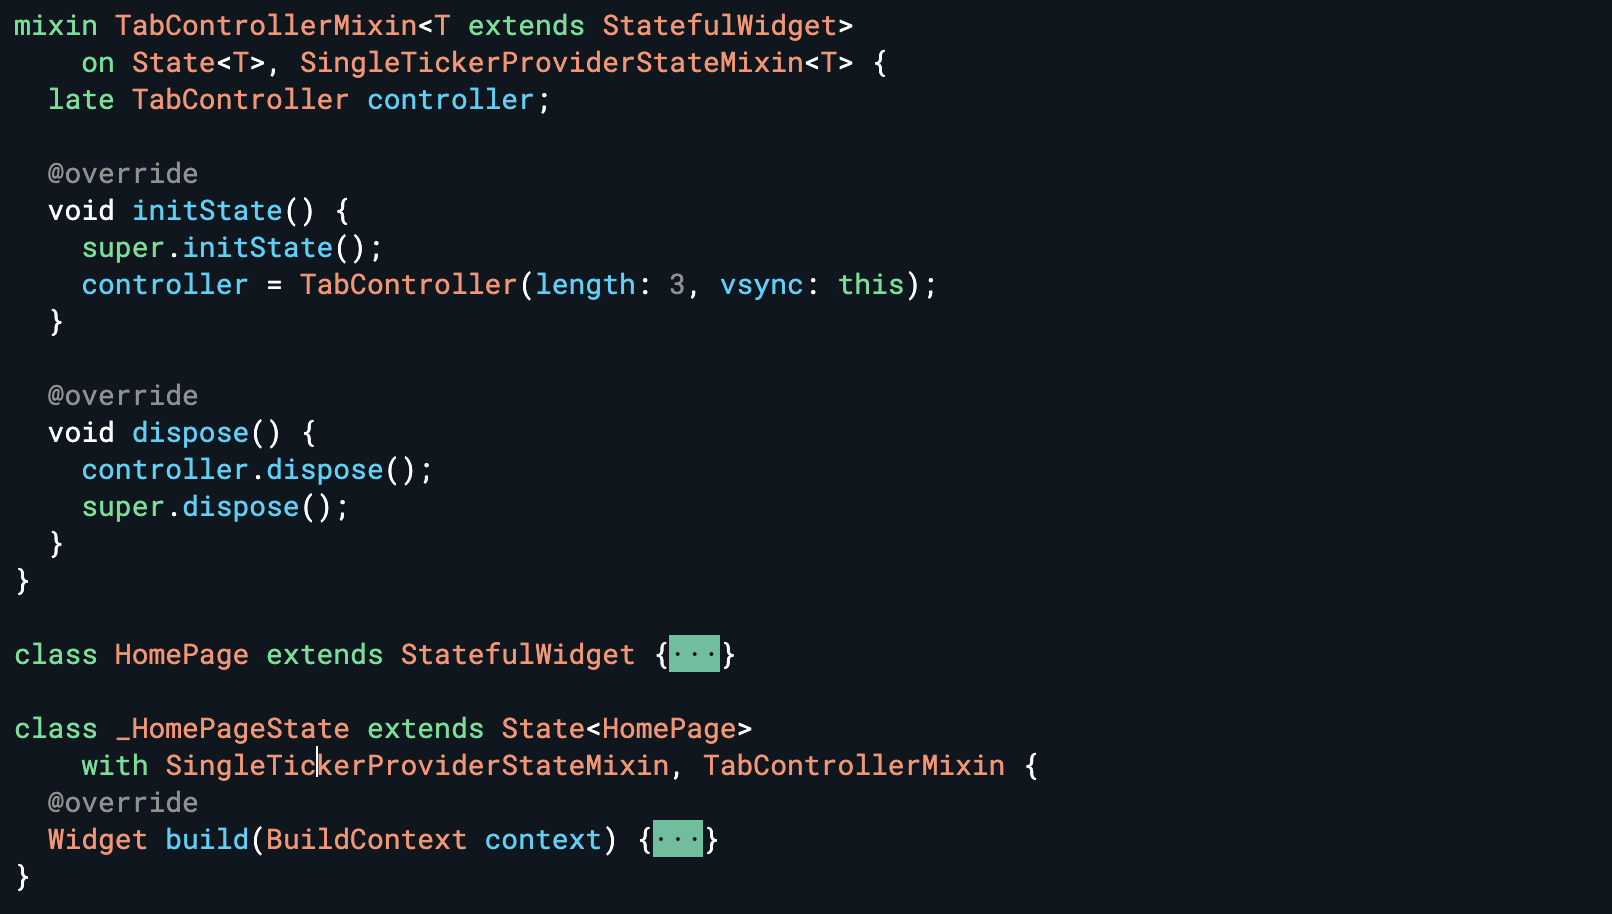 mixin TabControllerMixin<T extends StatefulWidget>
    on State<T>, SingleTickerProviderStateMixin<T> {
  late TabController controller;

  @override
  void initState() {
    super.initState();
    controller = TabController(length: 3, vsync: this);
  }

  @override
  void dispose() {
    controller.dispose();
    super.dispose();
  }
}

class HomePage extends StatefulWidget {···}

class _HomePageState extends State<HomePage>
    with SingleTickerProviderStateMixin, TabControllerMixin {
  @override
  Widget build(BuildContext context) {···}
}